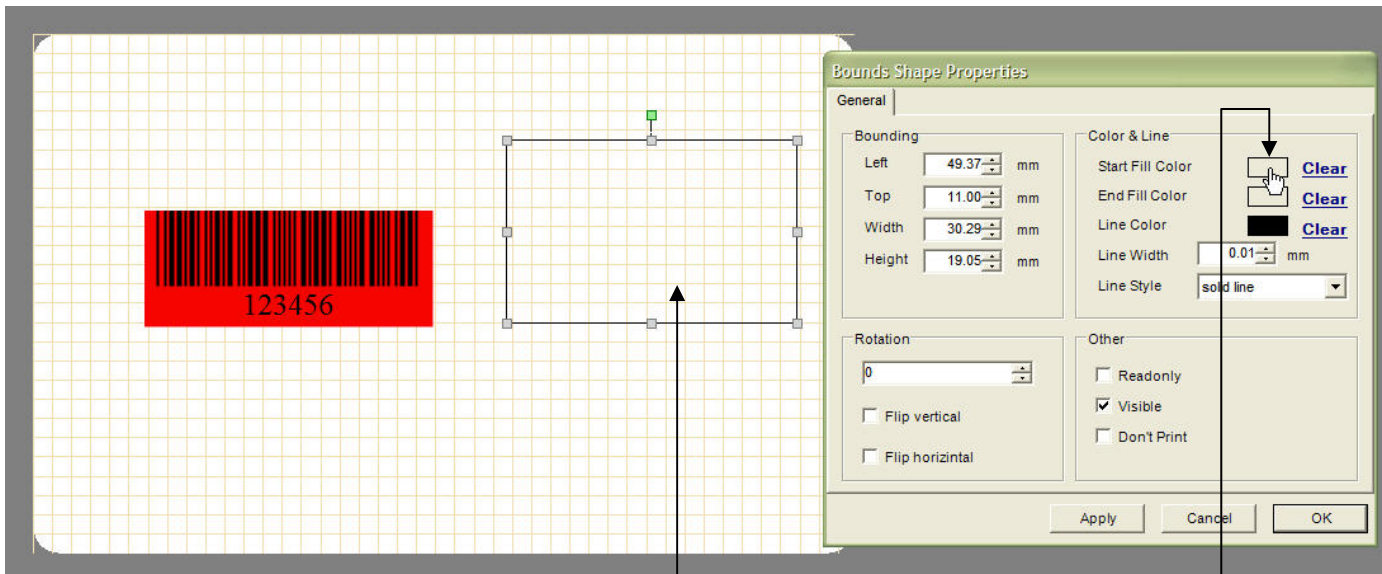 123456
Bounds Shape Properties
General
Bounding
Left 49.37 mm
Top 11.00 mm
Width 30.29 mm
Height 19.05 mm
Color & Line
Start Fill Color Clear
End Fill Color Clear
Line Color Clear
Line Width 0.01 mm
Line Style solid line
Rotation
0
Flip vertical
Flip horizintal
Other
Readonly
Visible
Don't Print
Apply Cancel OK